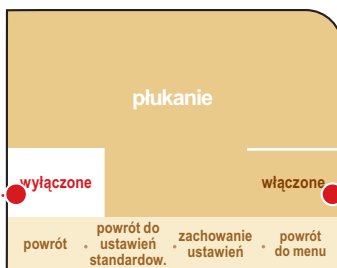 płukanie
wyłączone włączone
powrót
powrót do
ustawień
standardow.
zachowanie
ustawień
powrót
do menu